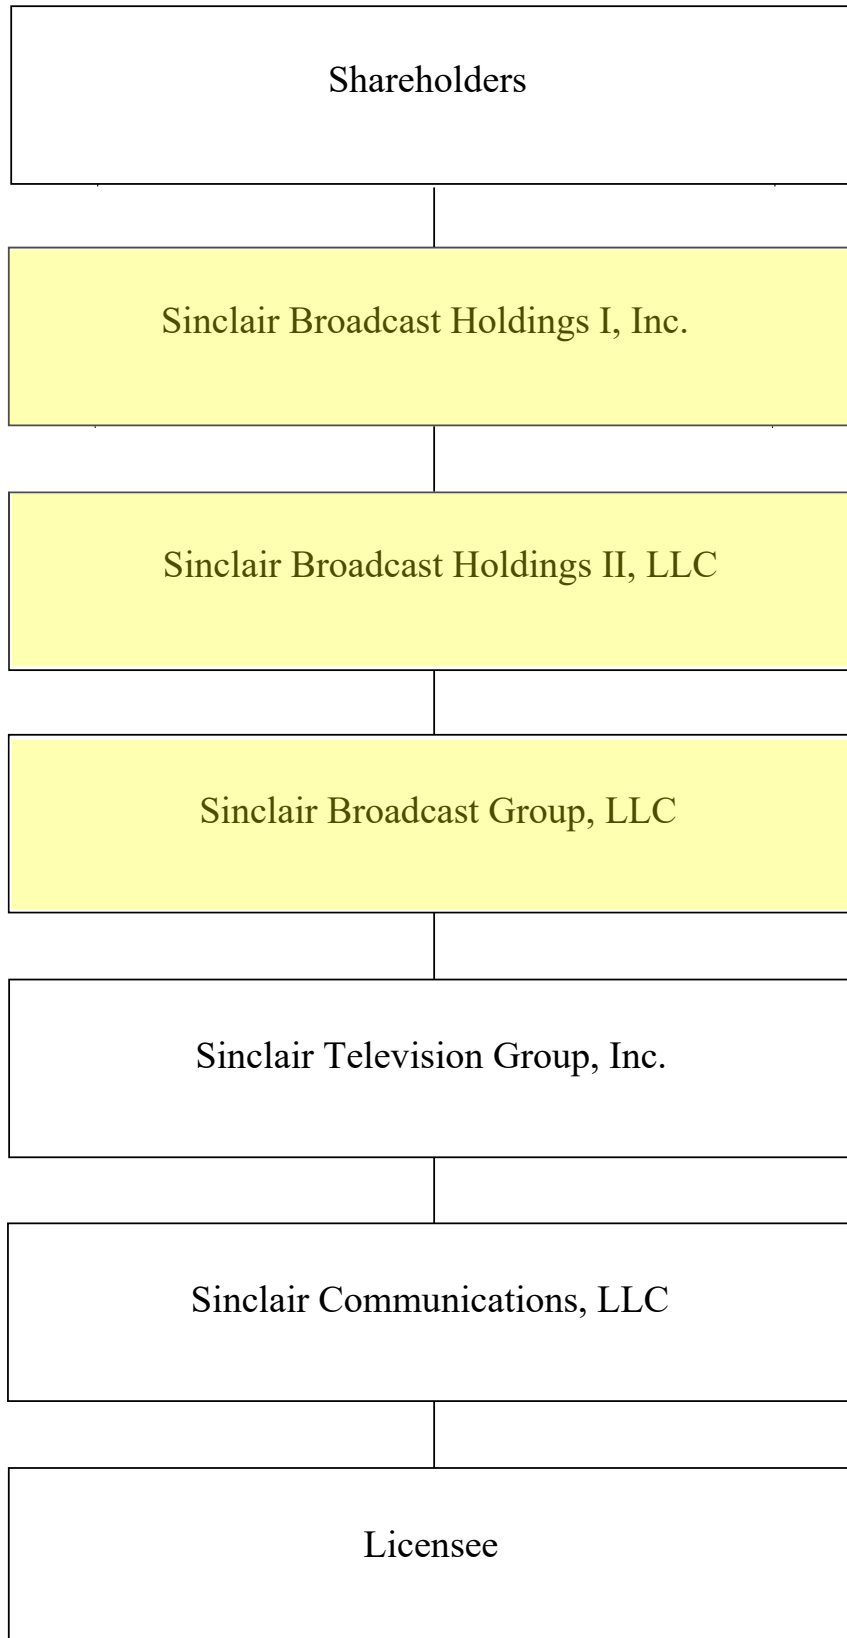 Shareholders
Sinclair Broadcast Holdings I, Inc.
Sinclair Broadcast Holdings II, LLC
Sinclair Broadcast Group, LLC
Sinclair Television Group, Inc.
Sinclair Communications, LLC
Licensee